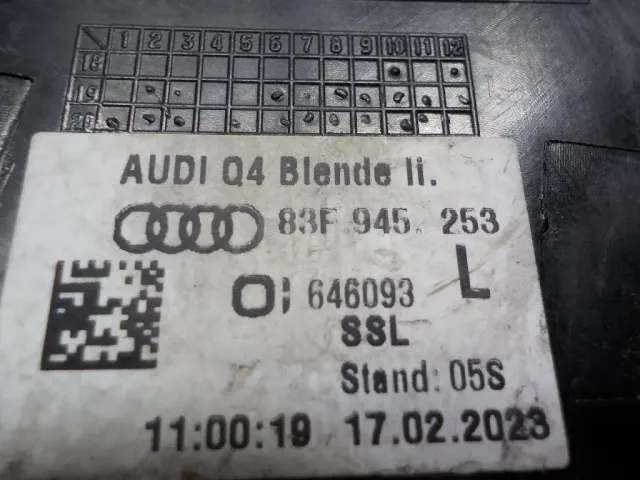 1 2 3 4 5 6 7 8 9 10 11 12
18
19
20
AUDI Q4 Blende li.
83F 945 253
646093 L
SSL
Stand: 05S
11:00:19 17.02.2023